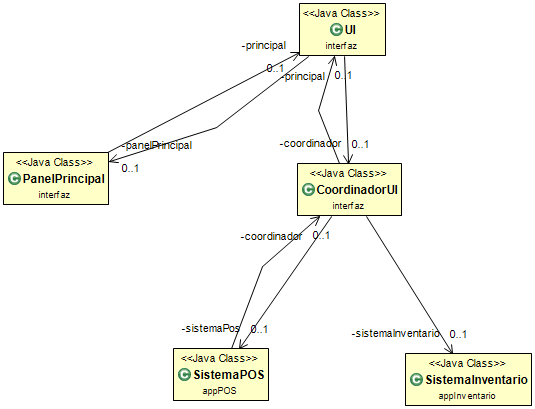 <<Java Class>>
UI
interfaz
-principal
0..1
-principal
0..1
-panelPrincipal
0..1
-coordinador
0..1
<<Java Class>>
PanelPrincipal
interfaz
<<Java Class>>
CoordinadorUI
interfaz
-coordinador
0..1
-sistemaPos
0..1
-sistemaInventario
0..1
<<Java Class>>
SistemaPOS
appPOS
<<Java Class>>
SistemaInventario
appInventario